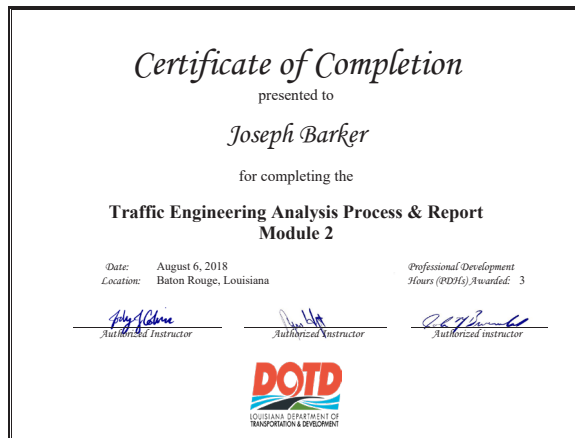 Certificate of Completion
presented to
Joseph Barker
for completing the
Traffic Engineering Analysis Process & Report
Module 2
Date: August 6, 2018
Location: Baton Rouge, Louisiana
Professional Development
Hours (PDHs) Awarded: 3
Authorized Instructor
Authorized Instructor
Authorized instructor
DOTD
LOUISIANA DEPARTMENT OF
TRANSPORTATION & DEVELOPMENT